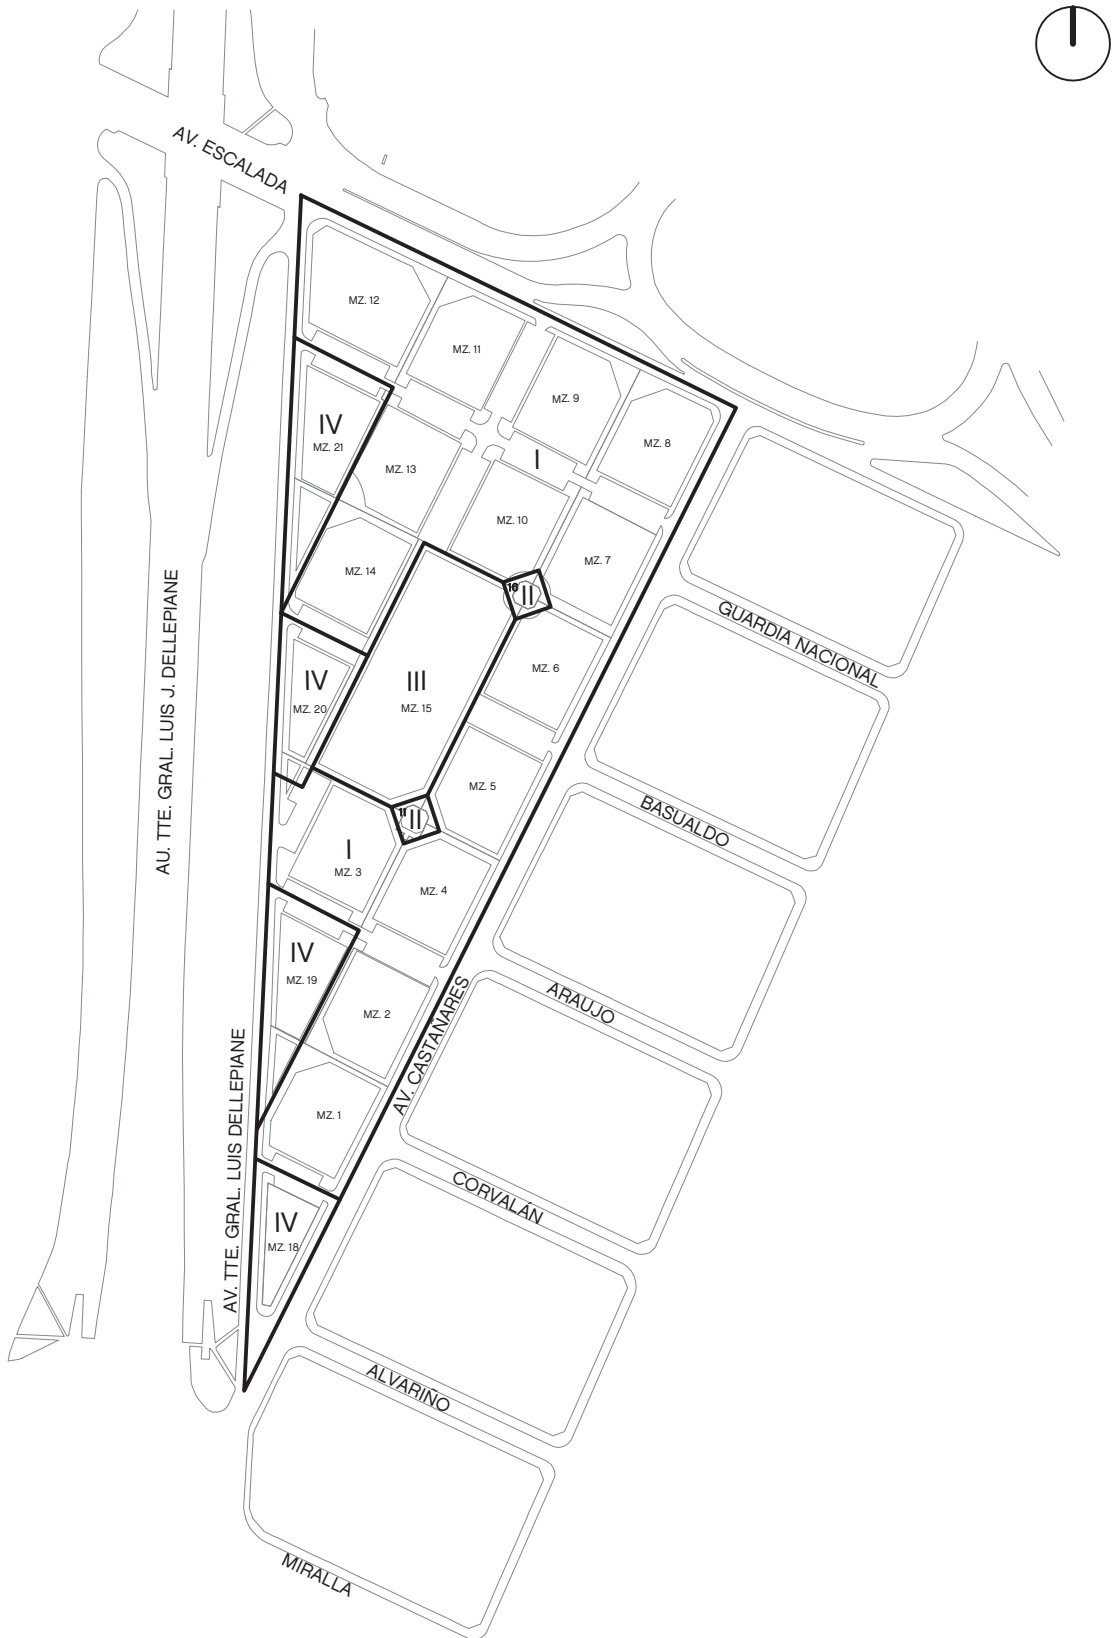 AV. ESCALADA
MZ. 12
MZ. 11
MZ. 9
MZ. 8
IV
MZ. 21
MZ. 13
I
MZ. 10
MZ. 7
MZ. 14
16
II
GUARDIA NACIONAL
AU. TTE. GRAL. LUIS J. DELLEPIANE
IV
MZ. 20
III
MZ. 15
MZ. 6
MZ. 5
BASUALDO
11
II
I
MZ. 3
MZ. 4
IV
MZ. 19
MZ. 2
AV. CASTAÑARES
ARAUJO
AV. TTE. GRAL. LUIS DELLEPIANE
MZ. 1
CORVALÁN
IV
MZ. 18
ALVARIÑO
MIRALLA